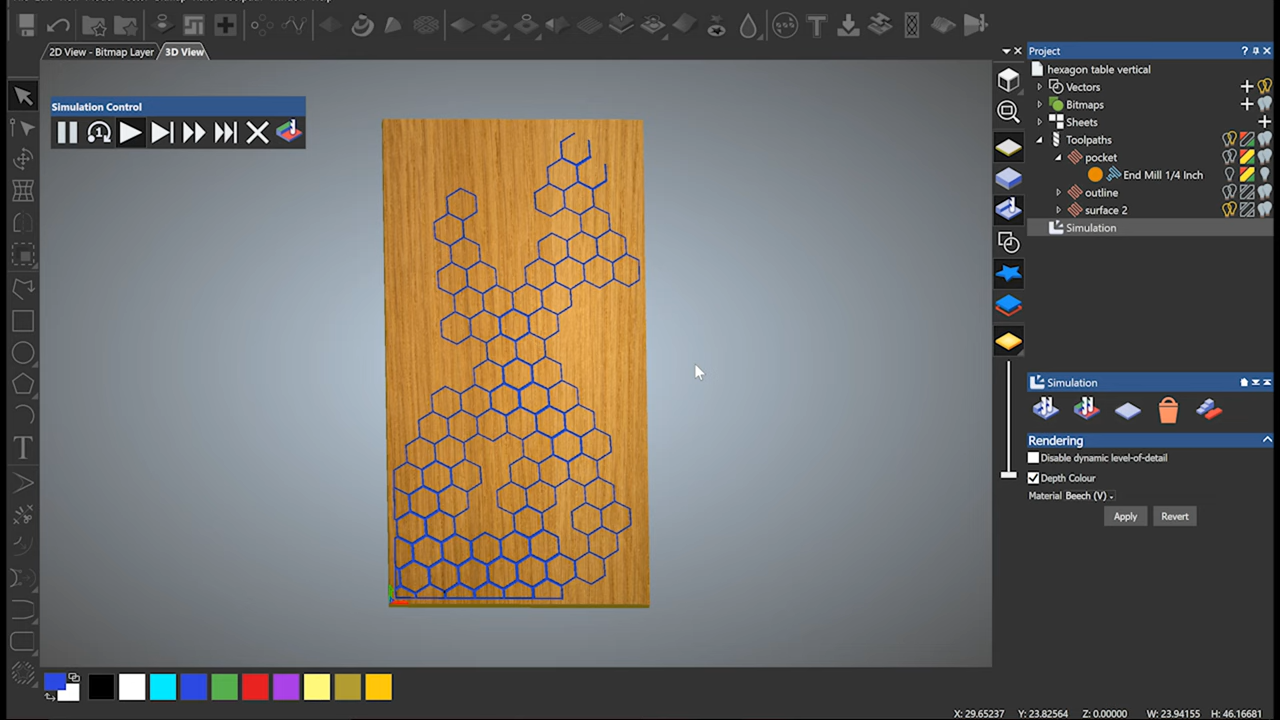 2D View - Bitmap Layer
3D View
Simulation Control
Project
hexagon table vertical
Vectors
Bitmaps
Sheets
Toolpaths
pocket
End Mill 1/4 Inch
outline
surface 2
Simulation
Simulation
Rendering
Disable dynamic level-of-detail
Depth Colour
Material Beech (V)
Apply
Revert
X: 29.65237 Y: 23.82564 Z: 0.00000 W: 23.94155 H: 46.16681